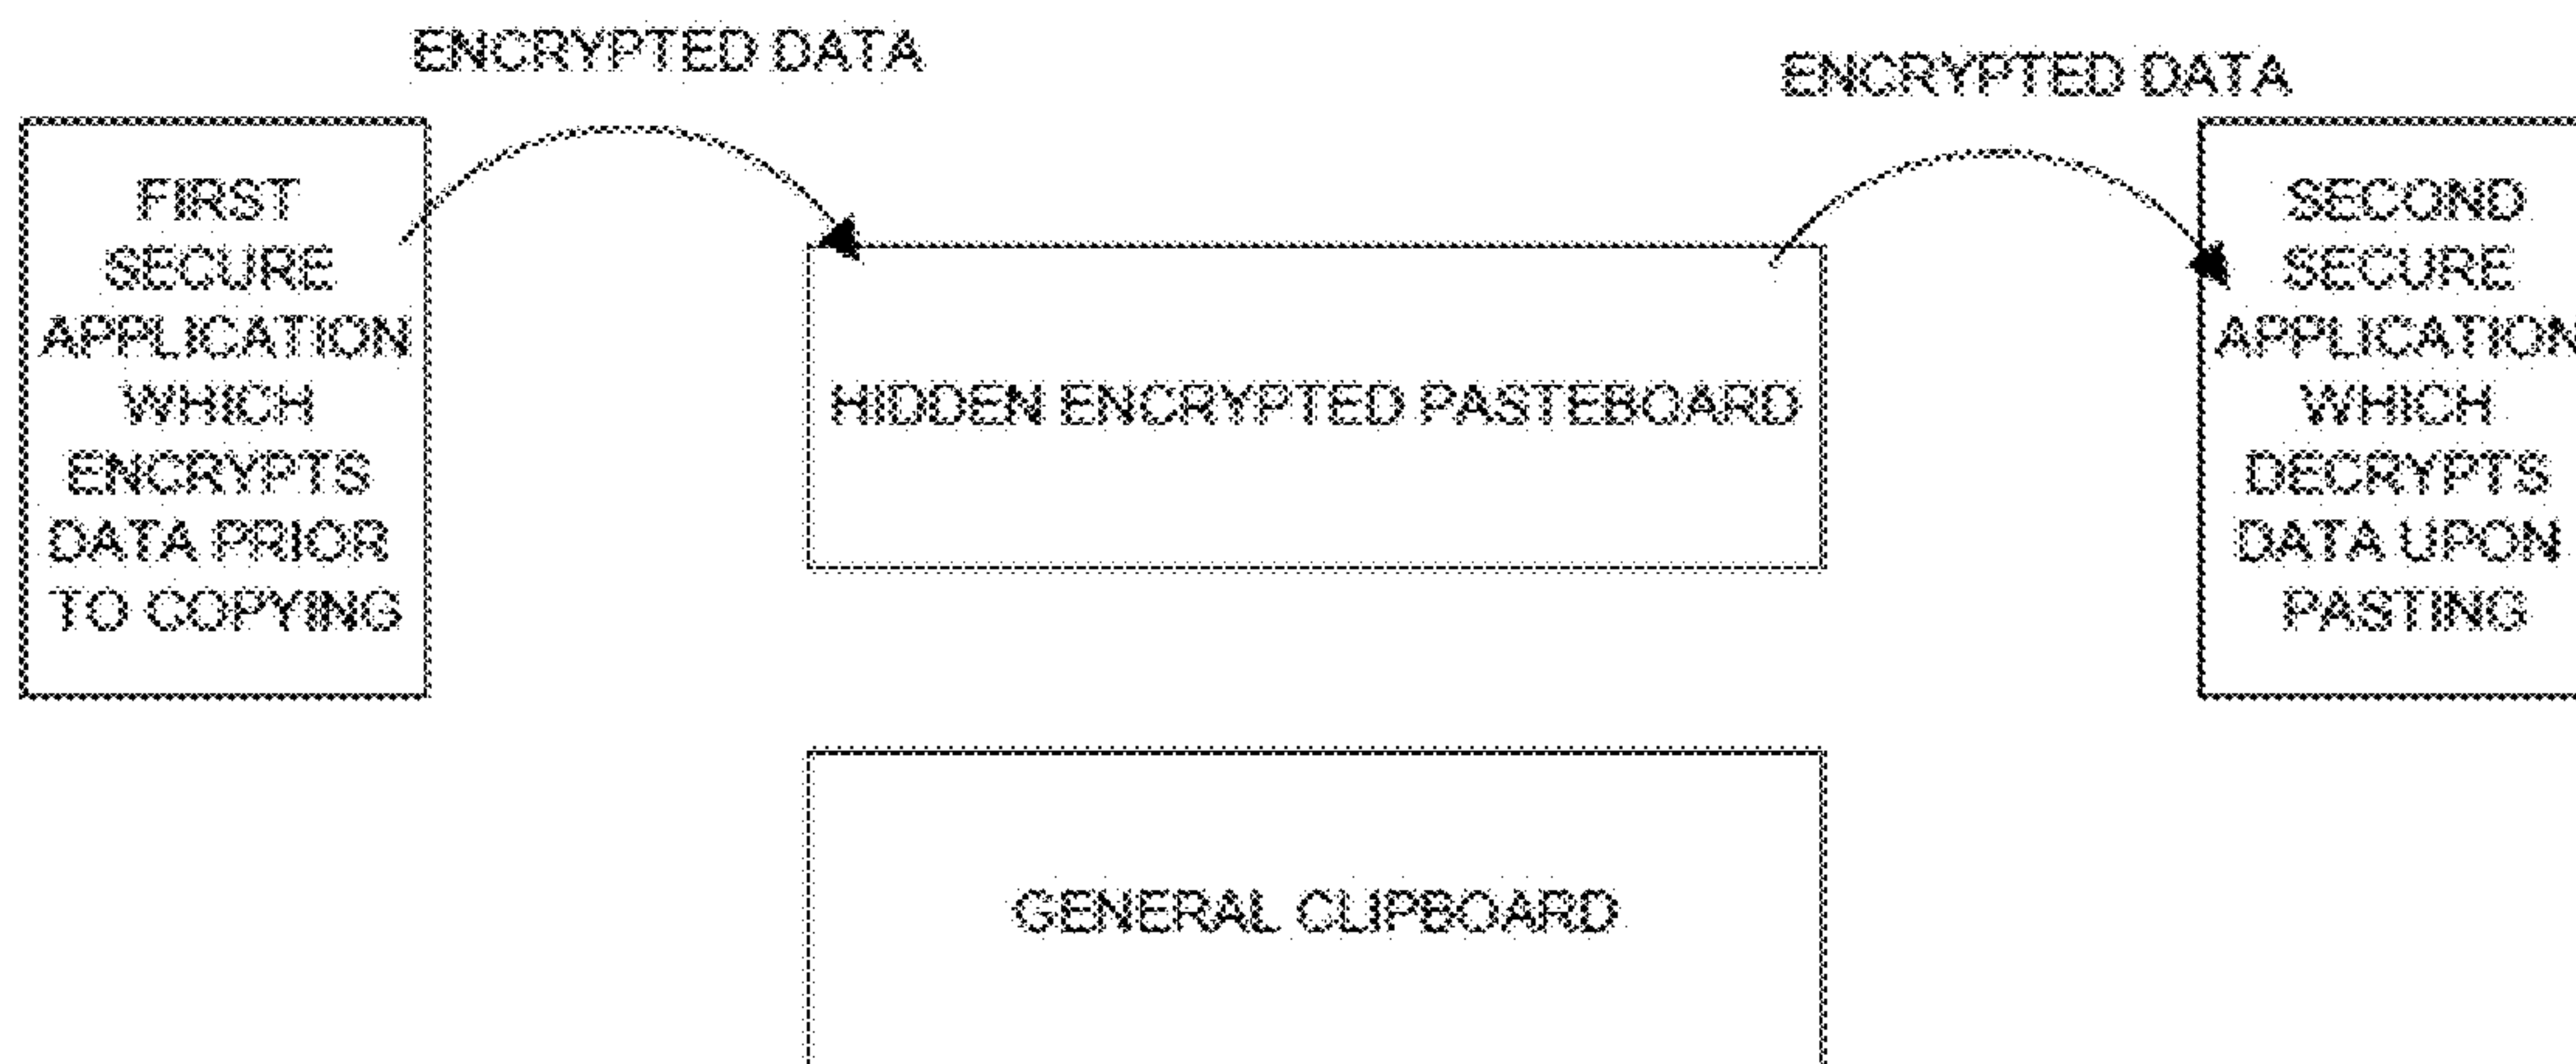 ENCRYPTED DATA
ENCRYPTED DATA
FIRST
SECURE
APPLICATION
WHICH
ENCRYPTS
DATA PRIOR
TO COPYING
HIDDEN ENCRYPTED PASTEBOARD
SECOND
SECURE
APPLICATION
WHICH
DECRYPTS
DATA UPON
PASTING
GENERAL CLIPBOARD